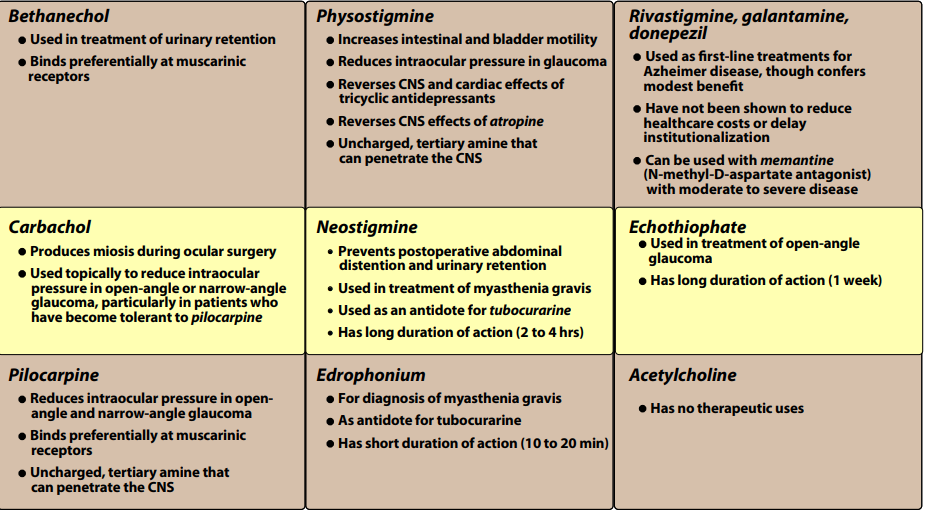 Bethanechol
● Used in treatment of urinary retention
● Binds preferentially at muscarinic
receptors
Physostigmine
● Increases intestinal and bladder motility
● Reduces intraocular pressure in glaucoma
● Reverses CNS and cardiac effects of
tricyclic antidepressants
● Reverses CNS effects of atropine
● Uncharged, tertiary amine that
can penetrate the CNS
Rivastigmine, galantamine,
donepezil
● Used as first-line treatments for
Azheimer disease, though confers
modest benefit
● Have not been shown to reduce
healthcare costs or delay
institutionalization
● Can be used with memantine
(N-methyl-D-aspartate antagonist)
with moderate to severe disease
Carbachol
● Produces miosis during ocular surgery
● Used topically to reduce intraocular
pressure in open-angle or narrow-angle
glaucoma, particularly in patients who
have become tolerant to pilocarpine
Neostigmine
• Prevents postoperative abdominal
distention and urinary retention
• Used in treatment of myasthenia gravis
• Used as an antidote for tubocurarine
• Has long duration of action (2 to 4 hrs)
Echothiophate
● Used in treatment of open-angle
glaucoma
● Has long duration of action (1 week)
Pilocarpine
● Reduces intraocular pressure in open-
angle and narrow-angle glaucoma
● Binds preferentially at muscarinic
receptors
● Uncharged, tertiary amine that
can penetrate the CNS
Edrophonium
● For diagnosis of myasthenia gravis
● As antidote for tubocurarine
● Has short duration of action (10 to 20 min)
Acetylcholine
● Has no therapeutic uses